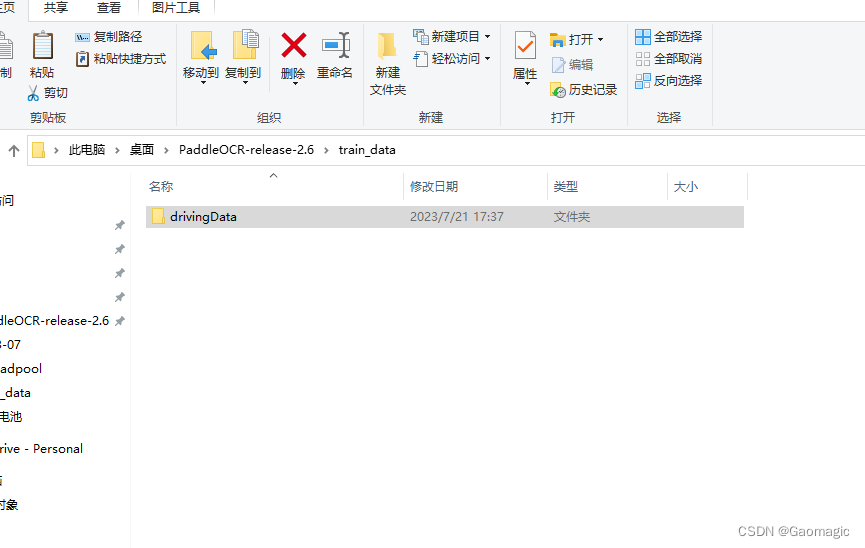 主页 共享 查看 图片工具
复制路径
粘贴快捷方式
粘贴
剪切
剪贴板
移动到 复制到 删除 重命名
组织
新建
文件夹
新建项目
轻松访问
新建
属性
打开
编辑
历史记录
打开
全部选择
全部取消
反向选择
选择
此电脑 > 桌面 > PaddleOCR-release-2.6 > train_data
名称 修改日期 类型 大小
drivingData 2023/7/21 17:37 文件夹
访问
dleOCR-release-2.6
-07
adpool
_data
电池
rive - Personal
对象
CSDN @Gaomagic